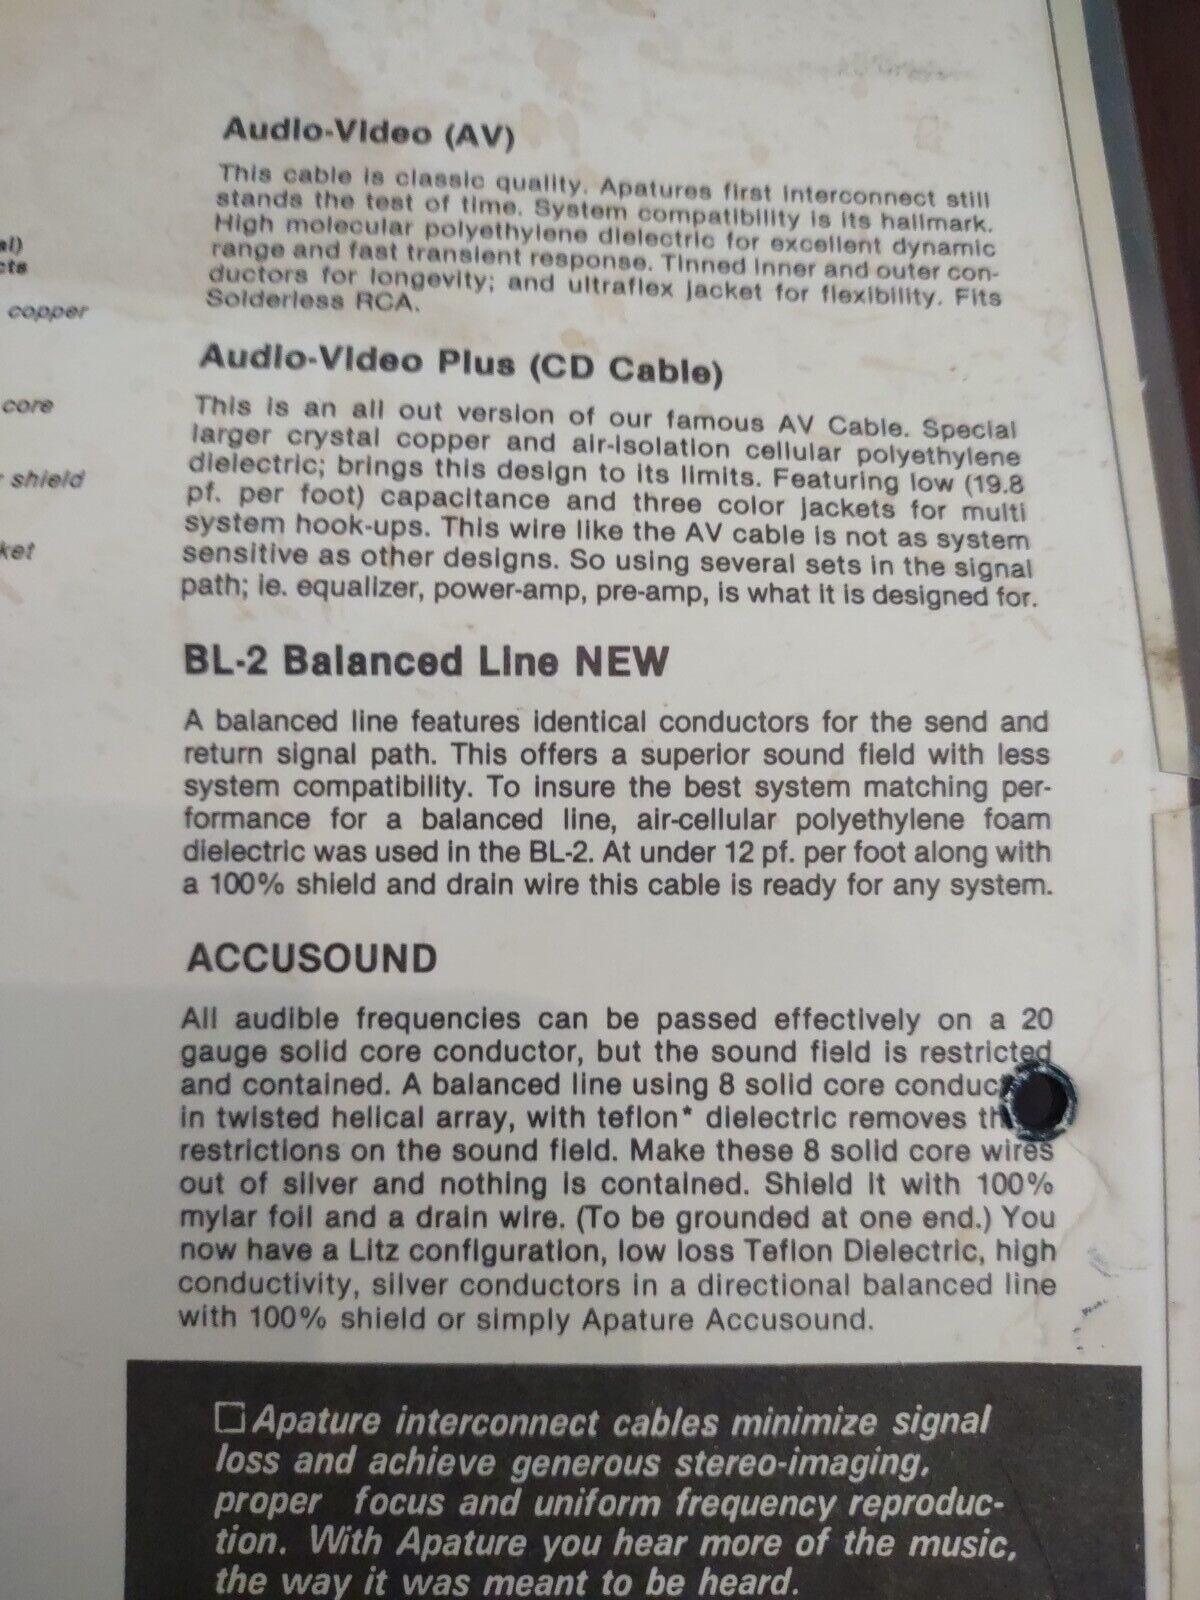 Audio-Video (AV)
This cable is classic quality. Apatures first interconnect still
stands the test of time. System compatibility is its hallmark.
High molecular polyethylene dielectric for excellent dynamic
range and fast transient response. Tinned inner and outer con-
ductors for longevity; and ultraflex jacket for flexibility. Fits
Solderless RCA.
copper
Audio-Video Plus (CD Cable)
This is an all out version of our famous AV Cable. Special
larger crystal copper and air-isolation cellular polyethylene
dielectric; brings this design to its limits. Featuring low (19.8
pf. per foot) capacitance and three color jackets for multi
system hook-ups. This wire like the AV cable is not as system
sensitive as other designs. So using several sets in the signal
path; ie. equalizer, power-amp, pre-amp, is what it is designed for.
core
shield
BL-2 Balanced Line NEW
A balanced line features identical conductors for the send and
return signal path. This offers a superior sound field with less
system compatibility. To insure the best system matching per-
formance for a balanced line, air-cellular polyethylene foam
dielectric was used in the BL-2. At under 12 pf. per foot along with
a 100% shield and drain wire this cable is ready for any system.
ACCUSOUND
All audible frequencies can be passed effectively on a 20
gauge solid core conductor, but the sound field is restricted
and contained. A balanced line using 8 solid core conduc
in twisted helical array, with teflon* dielectric removes th
restrictions on the sound field. Make these 8 solid core wires
out of silver and nothing is contained. Shield it with 100%
mylar foil and a drain wire. (To be grounded at one end.) You
now have a Litz configuration, low loss Teflon Dielectric, high
conductivity, silver conductors in a directional balanced line
with 100% shield or simply Apature Accusound.
☐ Apature interconnect cables minimize signal
loss and achieve generous stereo-imaging,
proper focus and uniform frequency reproduc-
tion. With Apature you hear more of the music,
the way it was meant to be heard.